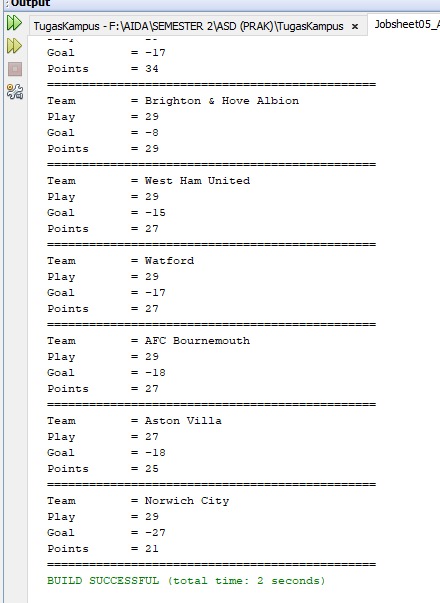 Output
TugasKampus - F:\AIDA\SEMESTER 2\ASD (PRAK)\TugasKampus × Jobsheet05_A
Goal = -17
Points = 34
===============================================
Team = Brighton & Hove Albion
Play = 29
Goal = -8
Points = 29
===============================================
Team = West Ham United
Play = 29
Goal = -15
Points = 27
===============================================
Team = Watford
Play = 29
Goal = -17
Points = 27
===============================================
Team = AFC Bournemouth
Play = 29
Goal = -18
Points = 27
===============================================
Team = Aston Villa
Play = 27
Goal = -18
Points = 25
===============================================
Team = Norwich City
Play = 29
Goal = -27
Points = 21
===============================================
BUILD SUCCESSFUL (total time: 2 seconds)